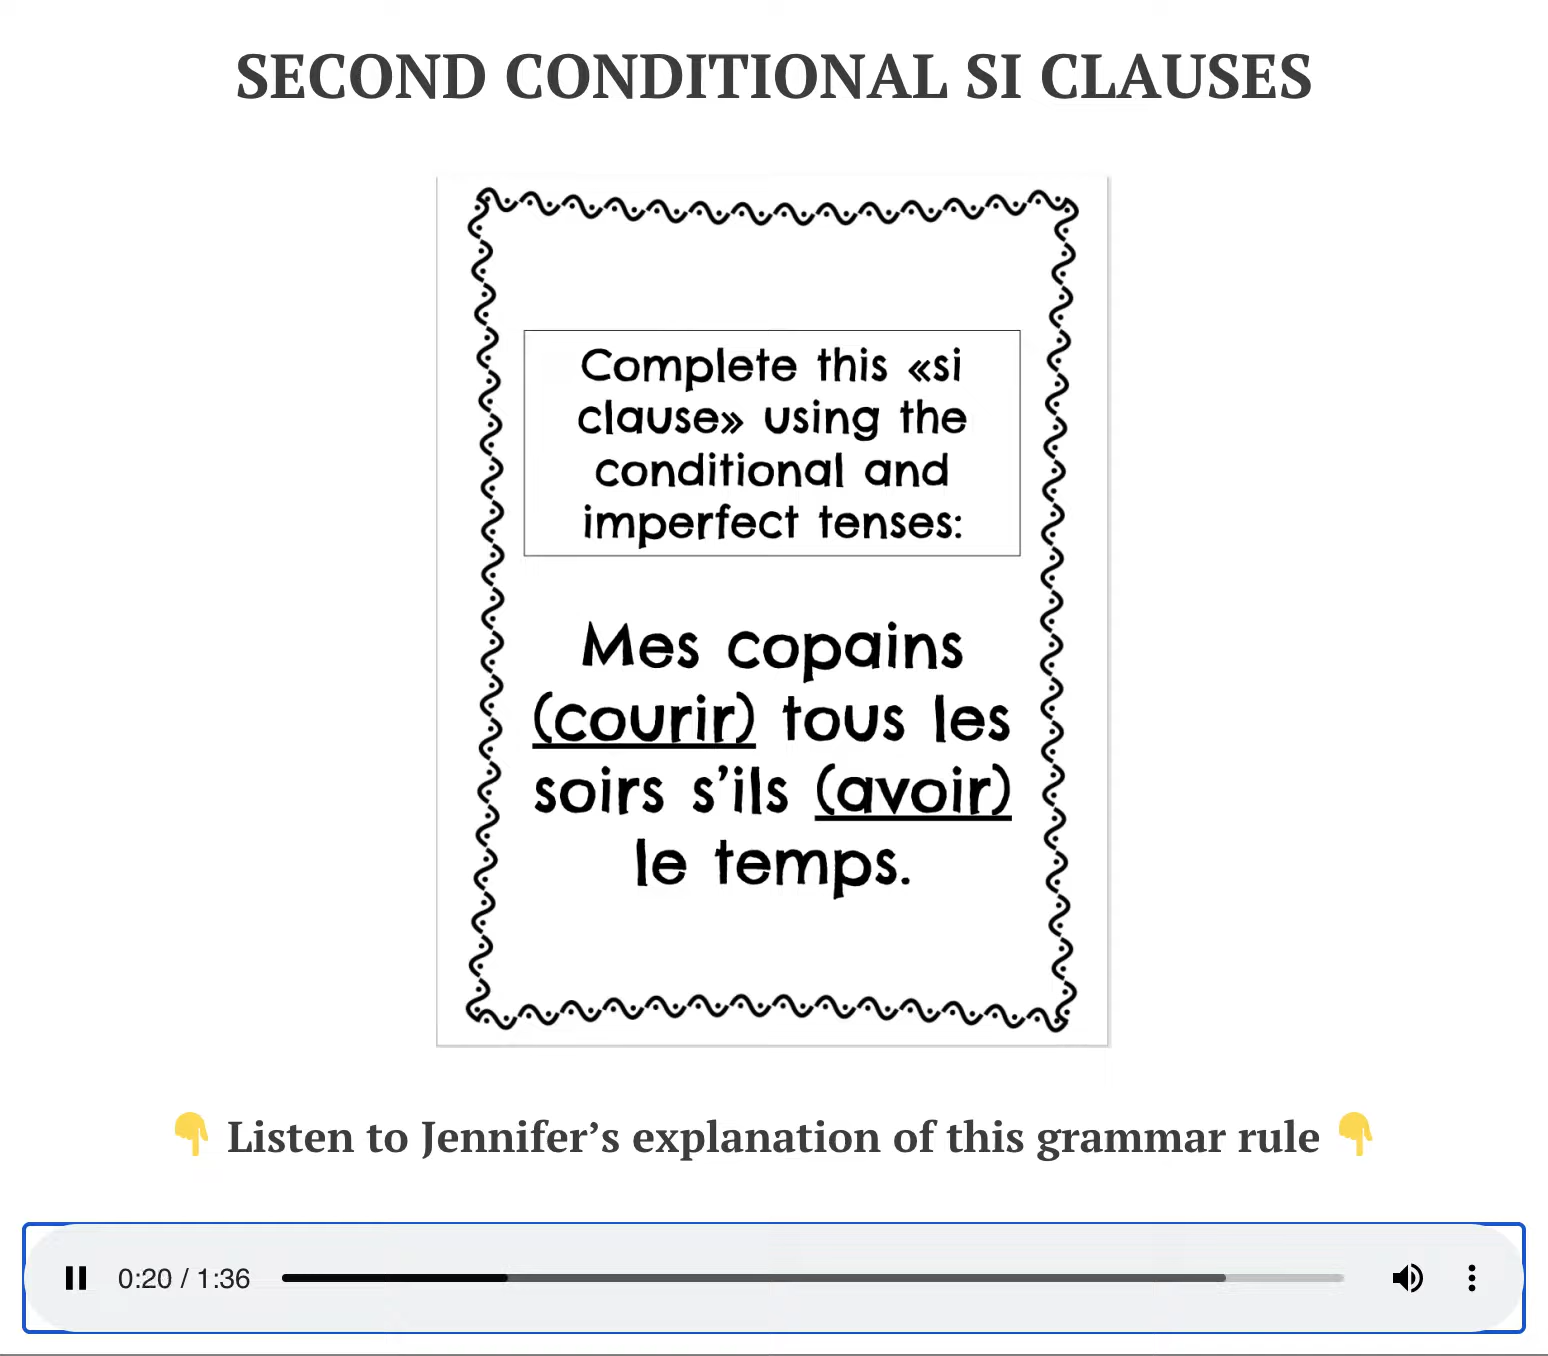 SECOND CONDITIONAL SI CLAUSES
Complete this «si
clause» using the
conditional and
imperfect tenses:
Mes copains
(courir) tous les
soirs s'ils (avoir)
le temps.
👇 Listen to Jennifer’s explanation of this grammar rule 👇
0:20 / 1:36